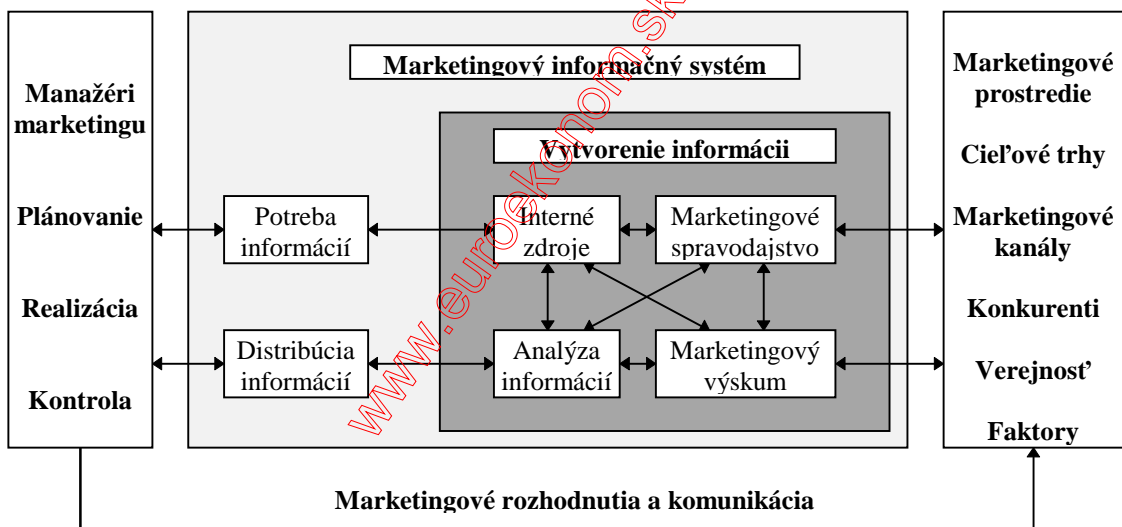 Marketingový informačný systém
Manažéri
marketingu
Plánovanie
Realizácia
Kontrola
Potreba
informácií
Distribúcia
informácií
Vytvorenie informácii
Interné
zdroje
Marketingové
spravodajstvo
Analýza
informácií
Marketingový
výskum
Marketingové
prostredie
Cieľové trhy
Marketingové
kanály
Konkurenti
Verejnosť
Faktory
Marketingové rozhodnutia a komunikácia
www.euroekonom.sk